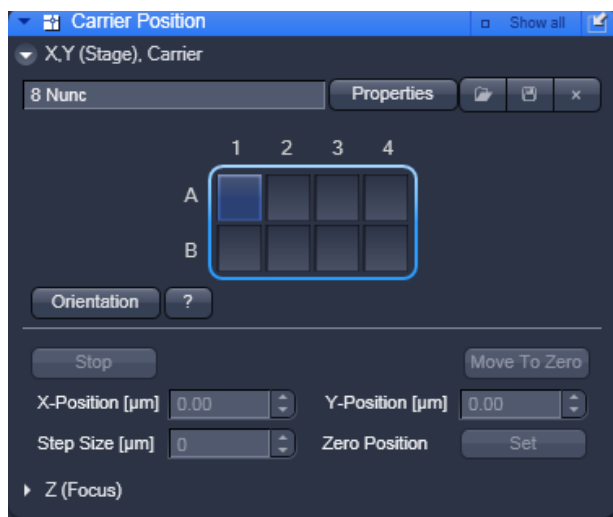 Carrier Position Show all
X,Y (Stage), Carrier
8 Nunc Properties ×
1 2 3 4
A
B
Orientation ?
Stop Move To Zero
X-Position [µm] 0.00 Y-Position [µm] 0.00
Step Size [µm] 0 Zero Position Set
Z (Focus)